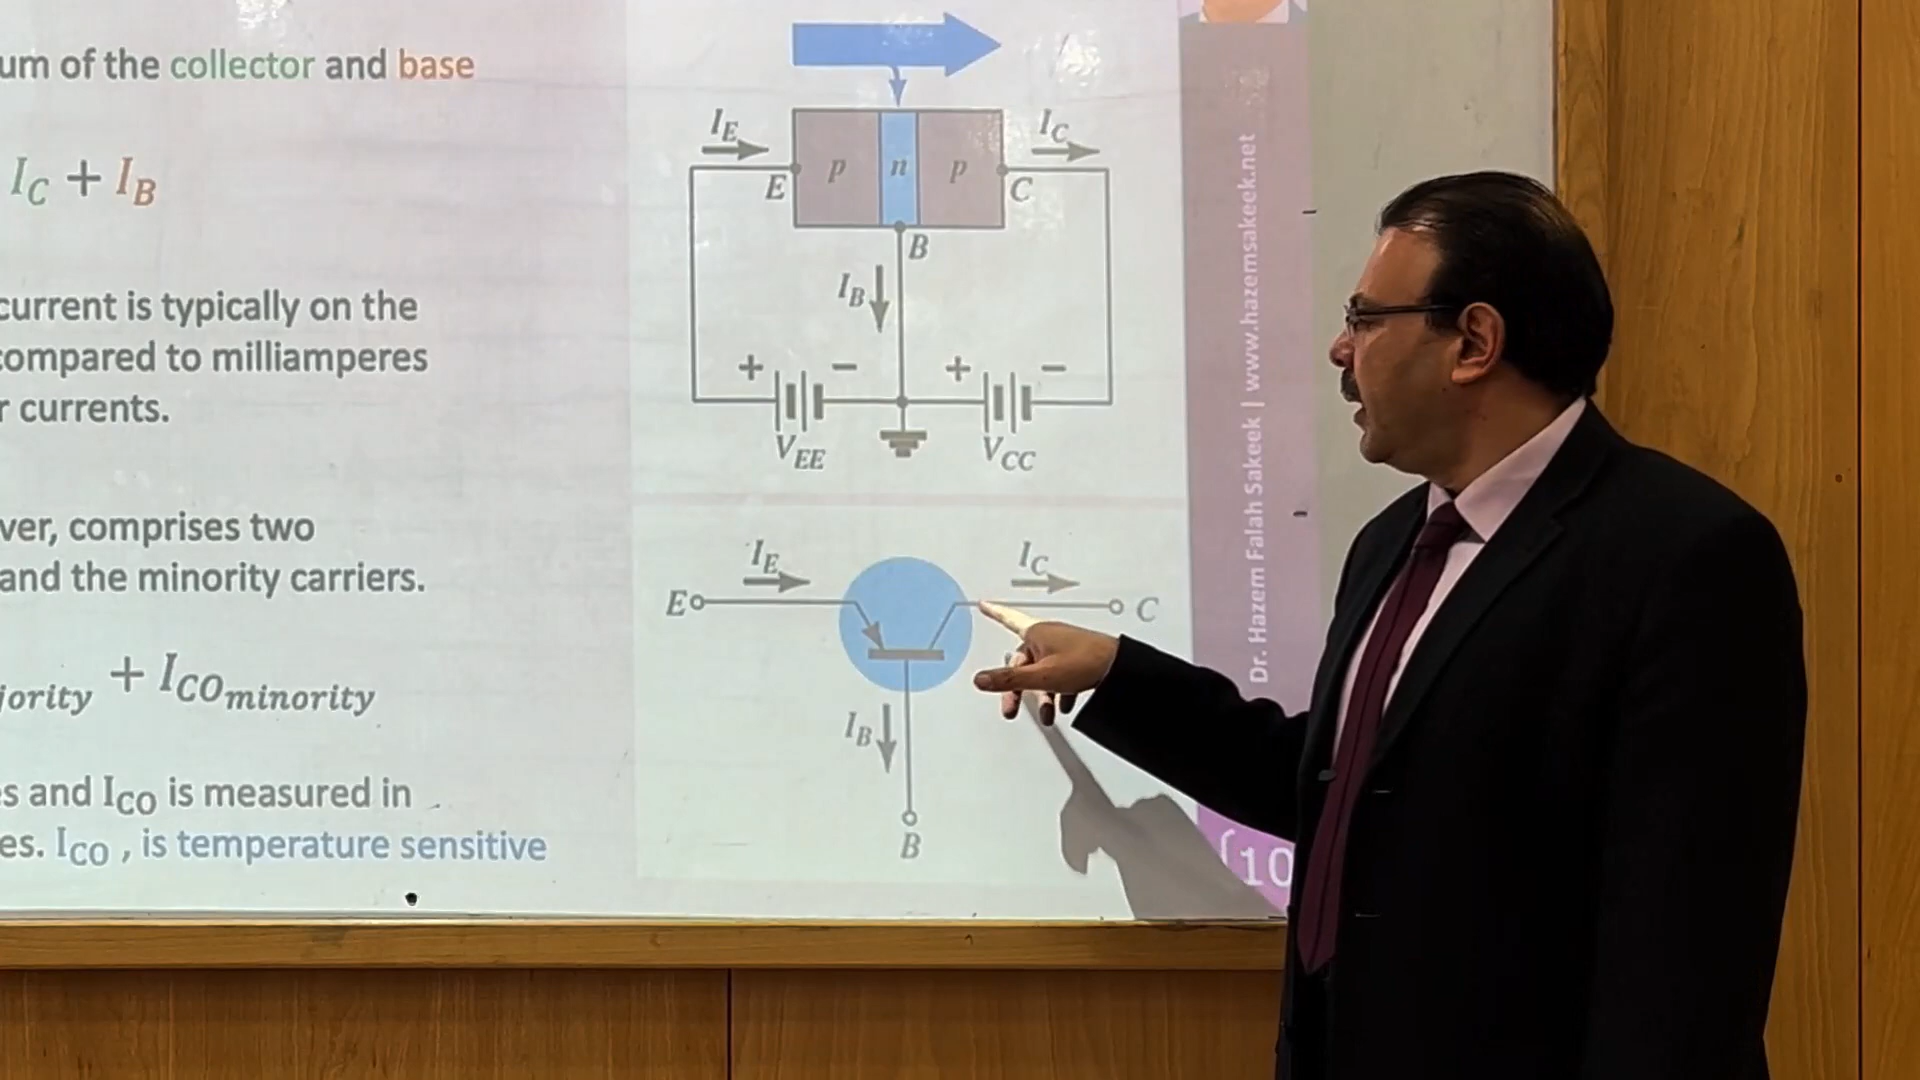 um of the collector and base
I_C + I_B
current is typically on the
compared to milliamperes
r currents.
ver, comprises two
and the minority carriers.
jority + I_CO minority
s and I_CO is measured in
es. I_CO , is temperature sensitive
I_E
I_C
p n p
E
C
B
I_B
+ − + −
V_EE
V_CC
I_E
I_C
E
C
I_B
B
Dr. Hazem Falah Sakeek | www.hazemsakeek.net
10